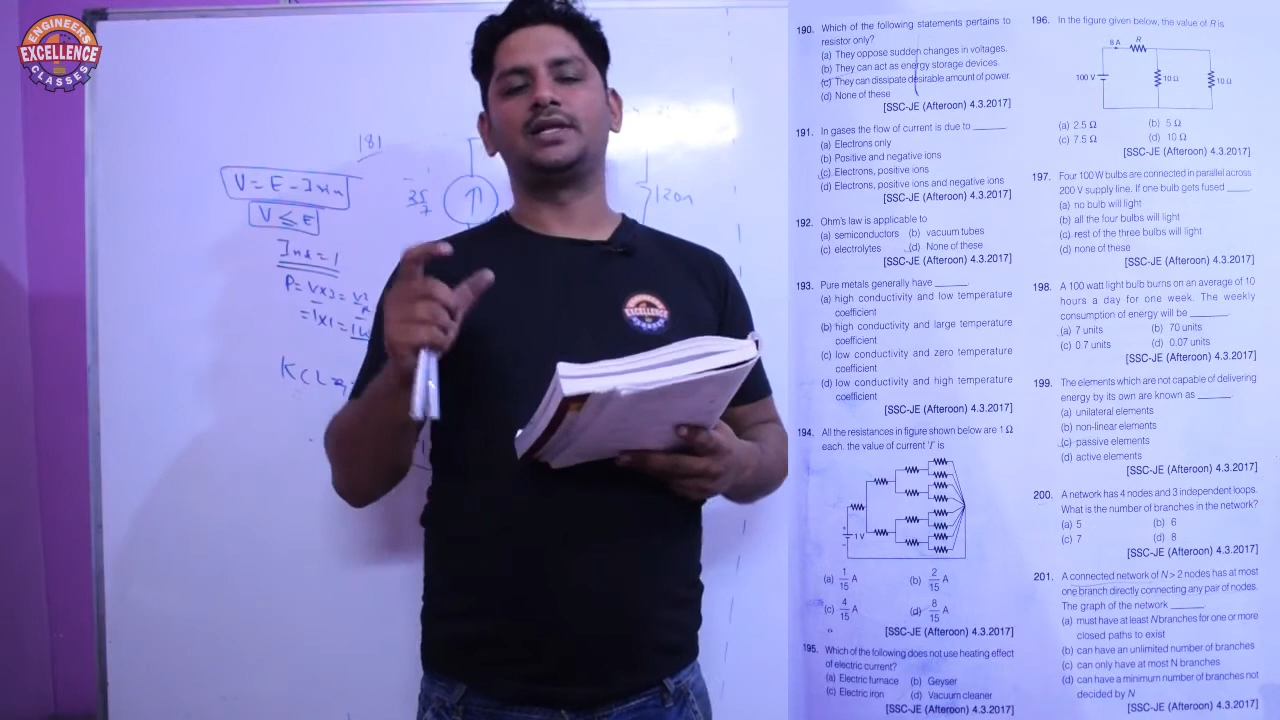 ENGINEERS
EXCELLENCE
CLASSES
181
V = E - I
V ≤ E
= 1
P =
= 1x1 =
KCL
35/7
120Ω
EXCELLENCE
190. Which of the following statements pertains to
resistor only?
(a) They oppose sudden changes in voltages.
(b) They can act as energy storage devices.
(c) They can dissipate desirable amount of power.
(d) None of these
[SSC-JE (Afternoon) 4.3.2017]
191. In gases the flow of current is due to ______
(a) Electrons only
(b) Positive and negative ions
(c) Electrons, positive ions
(d) Electrons, positive ions and negative ions
[SSC-JE (Afteroon) 4.3.2017]
192. Ohm's law is applicable to
(a) semiconductors (b) vacuum tubes
(c) electrolytes (d) None of these
[SSC-JE (Afteroon) 4.3.2017]
193. Pure metals generally have ______.
(a) high conductivity and low temperature
coefficient
(b) high conductivity and large temperature
coefficient
(c) low conductivity and zero temperature
coefficient
(d) low conductivity and high temperature
coefficient
[SSC-JE (Afteroon) 4.3.2017]
194. All the resistances in figure shown below are 1 Ω
each. the value of current 'I' is
1 V
(a) 1/15 A (b) 2/15 A
(c) 4/15 A (d) 8/15 A
[SSC-JE (Afteroon) 4.3.2017]
195. Which of the following does not use heating effect
of electric current?
(a) Electric furnace (b) Geyser
(c) Electric iron (d) Vacuum cleaner
[SSC-JE (Afteroon) 4.3.2017]
196. In the figure given below, the value of R is
8 A R
100 V 10 Ω 10 Ω
(a) 2.5 Ω (b) 5 Ω
(c) 7.5 Ω (d) 10 Ω
[SSC-JE (Afteroon) 4.3.2017]
197. Four 100 W bulbs are connected in parallel across
200 V supply line. If one bulb gets fused ____.
(a) no bulb will light
(b) all the four bulbs will light
(c) rest of the three bulbs will light
(d) none of these
[SSC-JE (Afteroon) 4.3.2017]
198. A 100 watt light bulb burns on an average of 10
hours a day for one week. The weekly
consumption of energy will be ______.
(a) 7 units (b) 70 units
(c) 0.7 units (d) 0.07 units
[SSC-JE (Afteroon) 4.3.2017]
199. The elements which are not capable of delivering
energy by its own are known as ______.
(a) unilateral elements
(b) non-linear elements
(c) passive elements
(d) active elements
[SSC-JE (Afteroon) 4.3.2017]
200. A network has 4 nodes and 3 independent loops.
What is the number of branches in the network?
(a) 5 (b) 6
(c) 7 (d) 8
[SSC-JE (Afteroon) 4.3.2017]
201. A connected network of N > 2 nodes has at most
one branch directly connecting any pair of nodes.
The graph of the network ______
(a) must have at least N branches for one or more
closed paths to exist
(b) can have an unlimited number of branches
(c) can only have at most N branches
(d) can have a minimum number of branches not
decided by N
[SSC-JE (Afteroon) 4.3.2017]